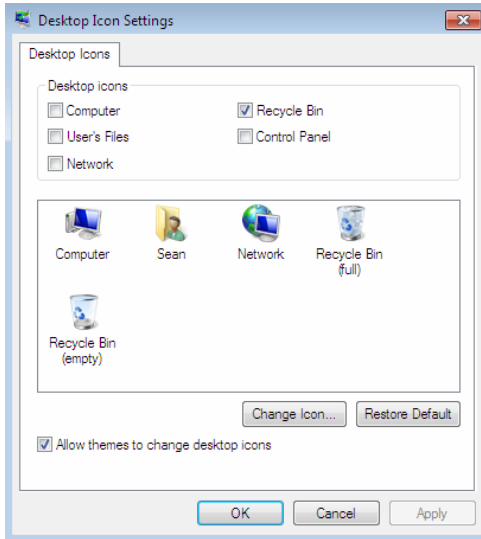 Desktop Icon Settings
Desktop Icons
Desktop icons
Computer
Recycle Bin
User's Files
Control Panel
Network
Computer
Sean
Network
Recycle Bin
(full)
Recycle Bin
(empty)
Change Icon...
Restore Default
Allow themes to change desktop icons
OK
Cancel
Apply